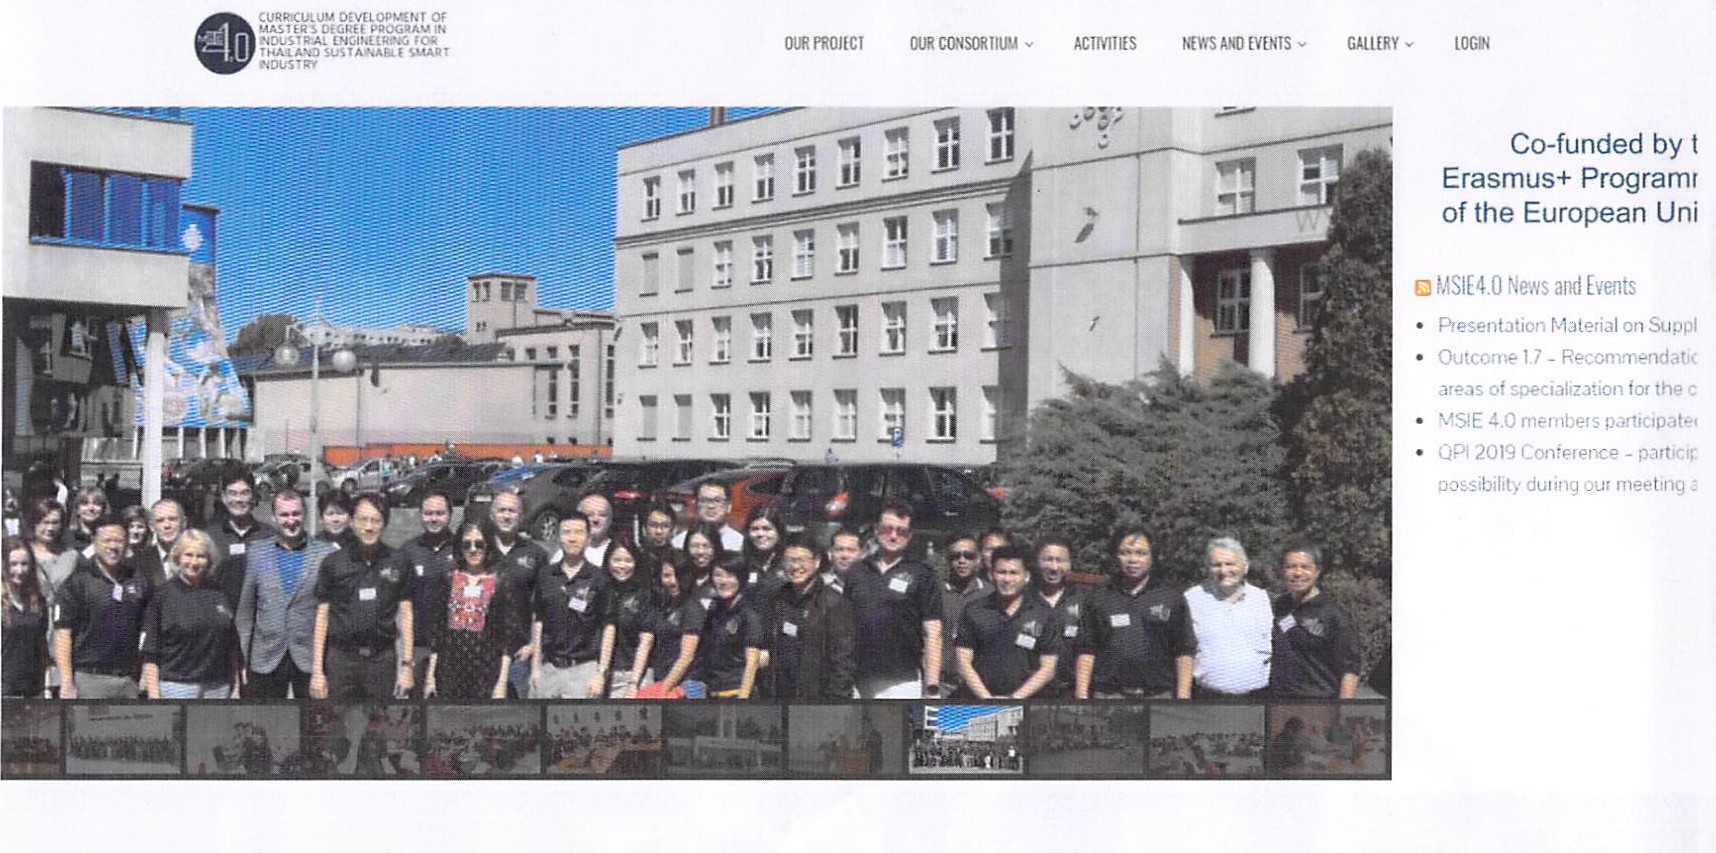 MSIE 4.0
CURRICULUM DEVELOPMENT OF
MASTER'S DEGREE PROGRAM IN
INDUSTRIAL ENGINEERING FOR
THAILAND SUSTAINABLE SMART
INDUSTRY
OUR PROJECT OUR CONSORTIUM ACTIVITIES NEWS AND EVENTS GALLERY LOGIN
Co-funded by t
Erasmus+ Programm
of the European Uni
MSIE4.0 News and Events
• Presentation Material on Suppl
• Outcome 1.7 – Recommendatic
areas of specialization for the c
• MSIE 4.0 members participate
• QPI 2019 Conference – particip
possibility during our meeting a